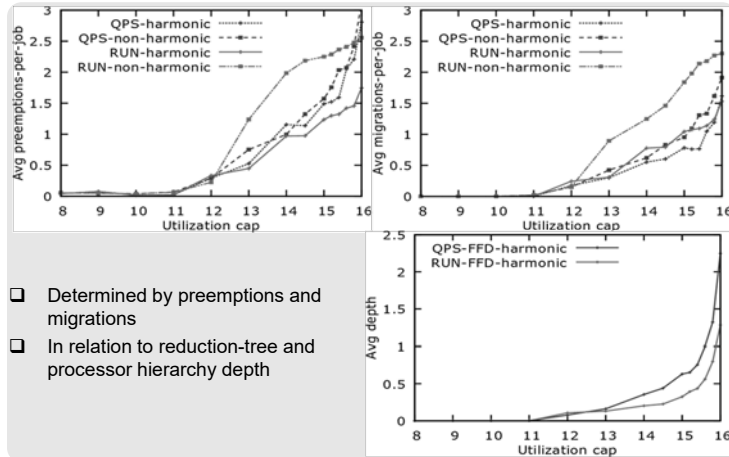 3
2.5
2
1.5
1
0.5
0
8 9 10 11 12 13 14 15 16
Utilization cap
Avg preemptions-per-job
QPS-harmonic
QPS-non-harmonic
RUN-harmonic
RUN-non-harmonic
3
2.5
2
1.5
1
0.5
0
8 9 10 11 12 13 14 15 16
Utilization cap
Avg migrations-per-job
QPS-harmonic
QPS-non-harmonic
RUN-harmonic
RUN-non-harmonic
Determined by preemptions and
migrations
In relation to reduction-tree and
processor hierarchy depth
2.5
2
1.5
1
0.5
0
8 9 10 11 12 13 14 15 16
Utilization cap
Avg depth
QPS-FFD-harmonic
RUN-FFD-harmonic